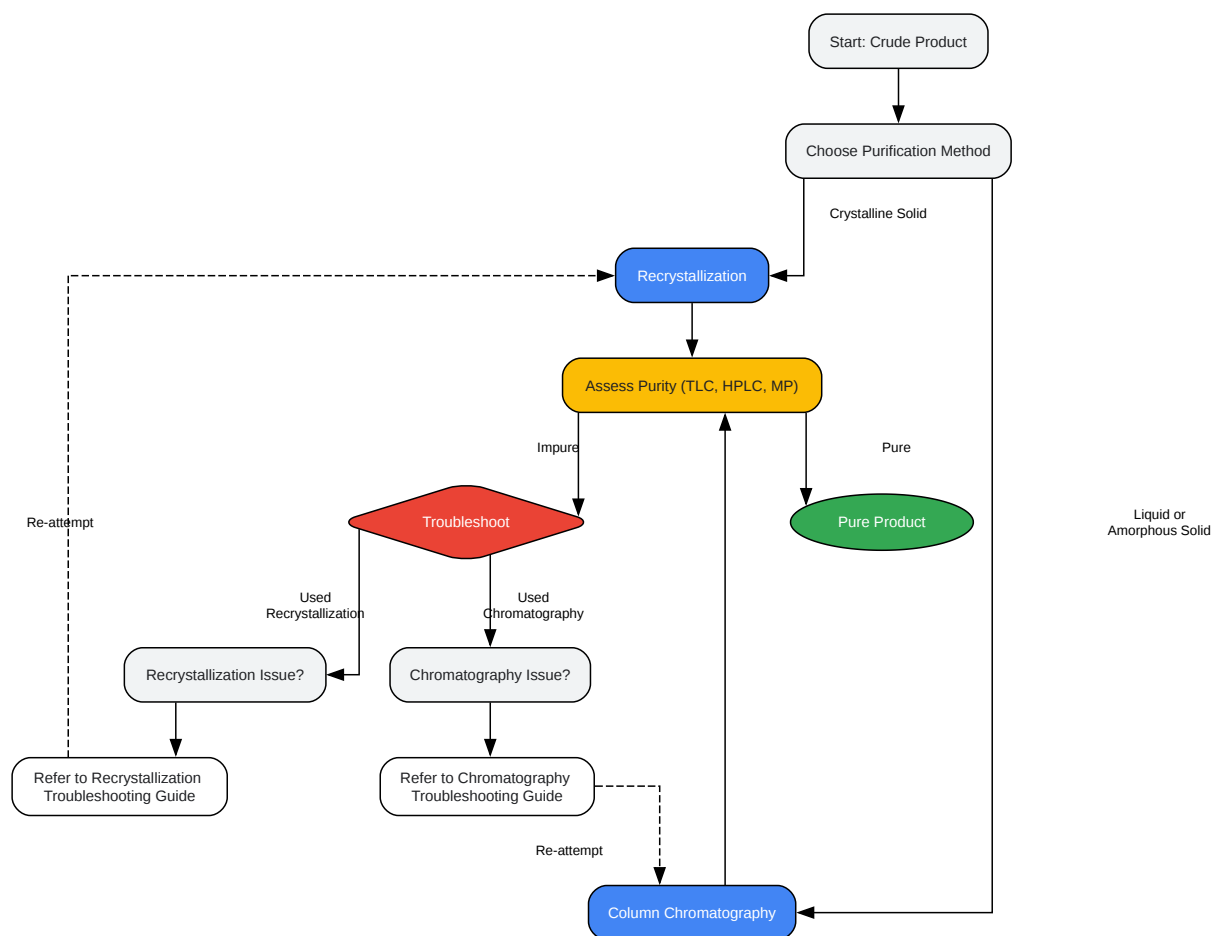 Start: Crude Product
Choose Purification Method
Crystalline Solid
Recrystallization
Assess Purity (TLC, HPLC, MP)
Impure
Pure
Troubleshoot
Pure Product
Liquid or
Amorphous Solid
Re-attempt
Used
Recrystallization
Used
Chromatography
Recrystallization Issue?
Chromatography Issue?
Refer to Recrystallization
Troubleshooting Guide
Refer to Chromatography
Troubleshooting Guide
Re-attempt
Column Chromatography